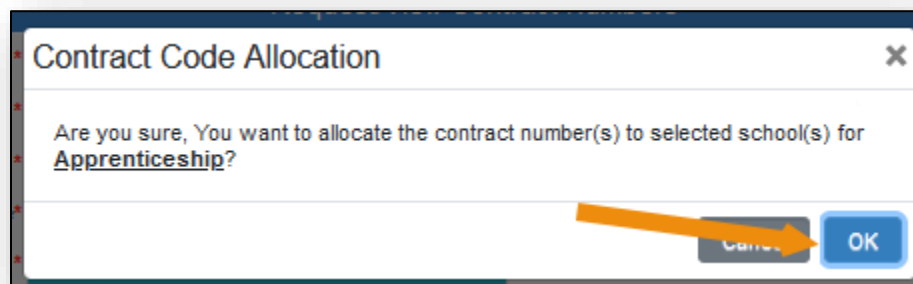 Contract Code Allocation ×
Are you sure, You want to allocate the contract number(s) to selected school(s) for
Apprenticeship?
OK